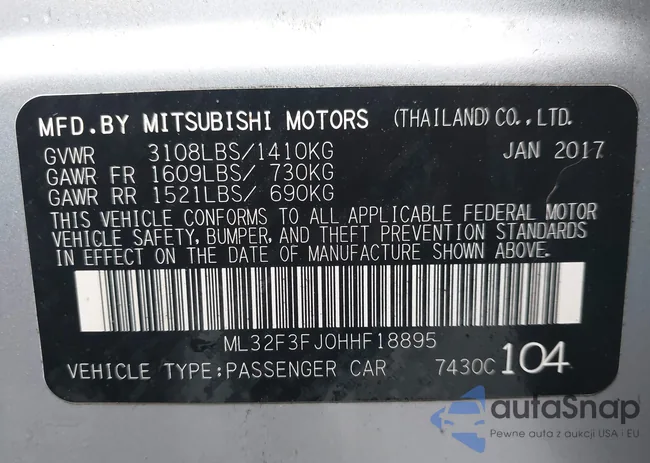 MFD.BY MITSUBISHI MOTORS (THAILAND)CO.,LTD.
GVWR 3108LBS/1410KG JAN 2017
GAWR FR 1609LBS/ 730KG
GAWR RR 1521LBS/ 690KG
THIS VEHICLE CONFORMS TO ALL APPLICABLE FEDERAL MOTOR
VEHICLE SAFETY, BUMPER, AND THEFT PREVENTION STANDARDS
IN EFFECT ON THE DATE OF MANUFACTURE SHOWN ABOVE.
ML32F3FJ0HHF18895
VEHICLE TYPE:PASSENGER CAR 7430C 104
autaSnap
Pewne auta z aukcji USA i EU